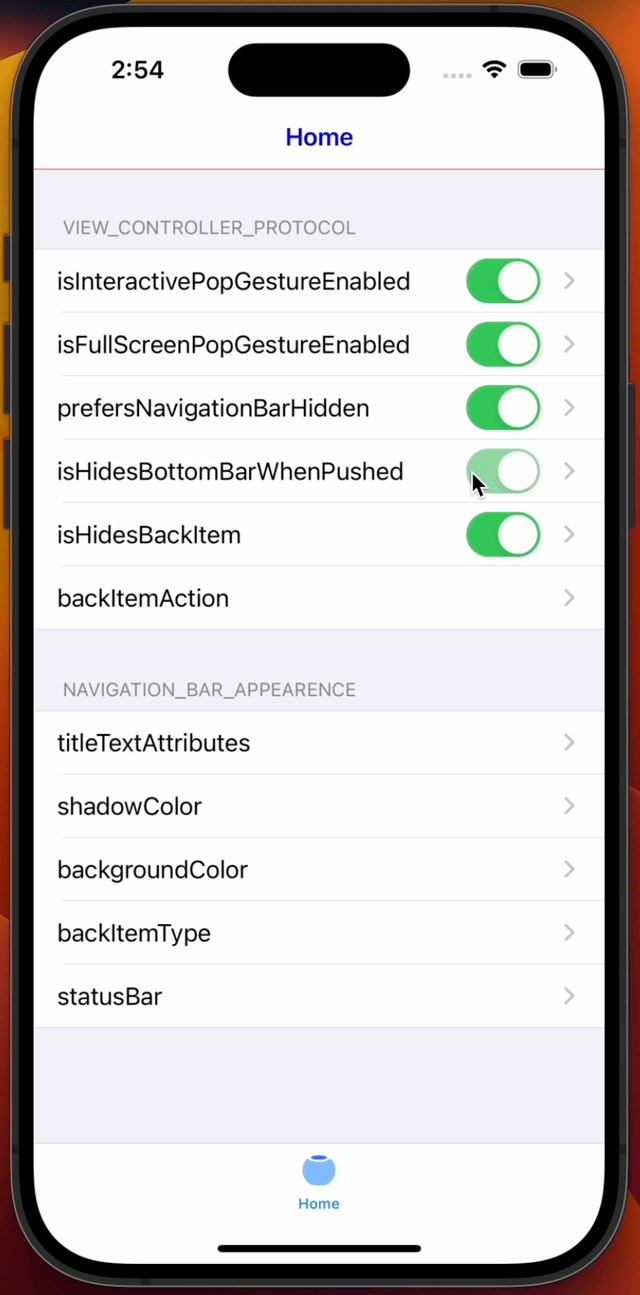 2:54
Home
VIEW_CONTROLLER_PROTOCOL
isInteractivePopGestureEnabled
isFullScreenPopGestureEnabled
prefersNavigationBarHidden
isHidesBottomBarWhenPushed
isHidesBackItem
backItemAction
NAVIGATION_BAR_APPEARENCE
titleTextAttributes
shadowColor
backgroundColor
backItemType
statusBar
Home